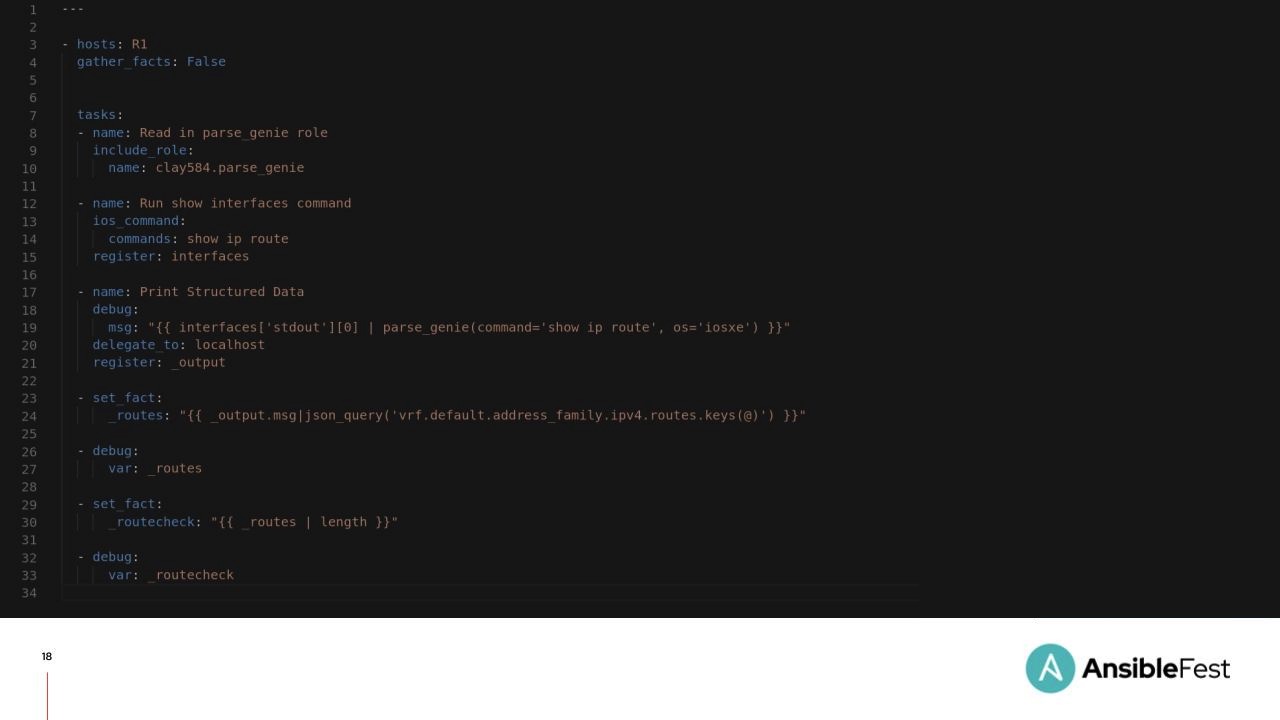 1 ---
2
3 - hosts: R1
4   gather_facts: False
5
6
7   tasks:
8   - name: Read in parse_genie role
9     include_role:
10       name: clay584.parse_genie
11
12   - name: Run show interfaces command
13     ios_command:
14       commands: show ip route
15     register: interfaces
16
17   - name: Print Structured Data
18     debug:
19       msg: "{{ interfaces['stdout'][0] | parse_genie(command='show ip route', os='iosxe') }}"
20     delegate_to: localhost
21     register: _output
22
23   - set_fact:
24       _routes: "{{ _output.msg|json_query('vrf.default.address_family.ipv4.routes.keys(@)') }}"
25
26   - debug:
27       var: _routes
28
29   - set_fact:
30       _routecheck: "{{ _routes | length }}"
31
32   - debug:
33       var: _routecheck
34
18
A AnsibleFest